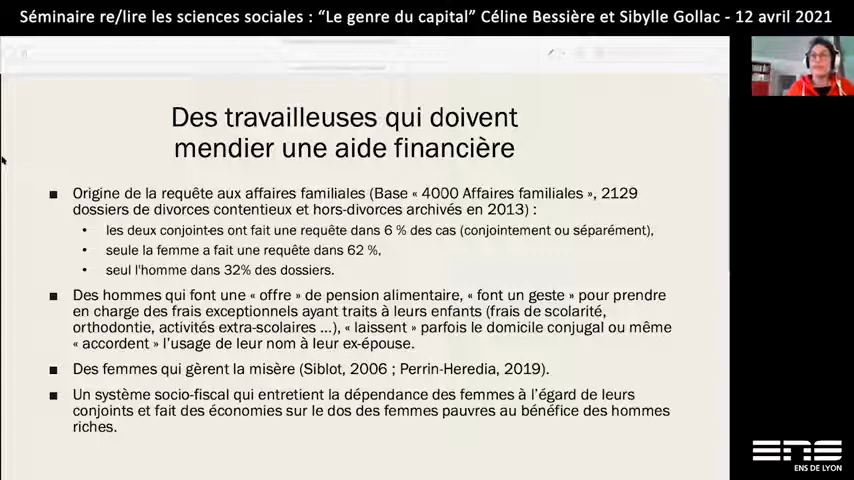 Séminaire re/lire les sciences sociales : “Le genre du capital” Céline Bessière et Sibylle Gollac - 12 avril 2021
Des travailleuses qui doivent
mendier une aide financière
■ Origine de la requête aux affaires familiales (Base « 4000 Affaires familiales », 2129
dossiers de divorces contentieux et hors-divorces archivés en 2013) :
• les deux conjoint·es ont fait une requête dans 6 % des cas (conjointement ou séparément),
• seule la femme a fait une requête dans 62 %,
• seul l'homme dans 32% des dossiers.
■ Des hommes qui font une « offre » de pension alimentaire, « font un geste » pour prendre
en charge des frais exceptionnels ayant traits à leurs enfants (frais de scolarité,
orthodontie, activités extra-scolaires ...), « laissent » parfois le domicile conjugal ou même
« accordent » l’usage de leur nom à leur ex-épouse.
■ Des femmes qui gèrent la misère (Siblot, 2006 ; Perrin-Heredia, 2019).
■ Un système socio-fiscal qui entretient la dépendance des femmes à l’égard de leurs
conjoints et fait des économies sur le dos des femmes pauvres au bénéfice des hommes
riches.
ENS
ENS DE LYON